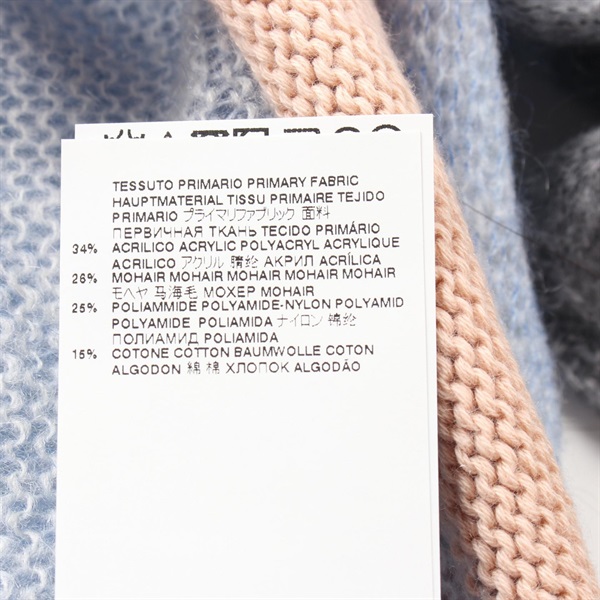 TESSUTO PRIMARIO PRIMARY FABRIC
HAUPTMATERIAL TISSU PRIMAIRE TEJIDO
PRIMARIO プライマリファブリック 面料
ПЕРВИЧНАЯ ТКАНЬ TECIDO PRIMÁRIO
34% ACRILICO ACRYLIC POLYACRYL ACRYLIQUE
ACRILICO アクリル 腈纶 АКРИЛ ACRÍLICA
26% MOHAIR MOHAIR MOHAIR MOHAIR MOHAIR
モヘヤ 马海毛 МОХЕР MOHAIR
25% POLIAMMIDE POLYAMIDE-NYLON POLYAMID
POLYAMIDE POLIAMIDA ナイロン 锦纶
ПОЛИАМИД POLIAMIDA
15% COTONE COTTON BAUMWOLLE COTON
ALGODON 綿 棉 ХЛОПОК ALGODÃO